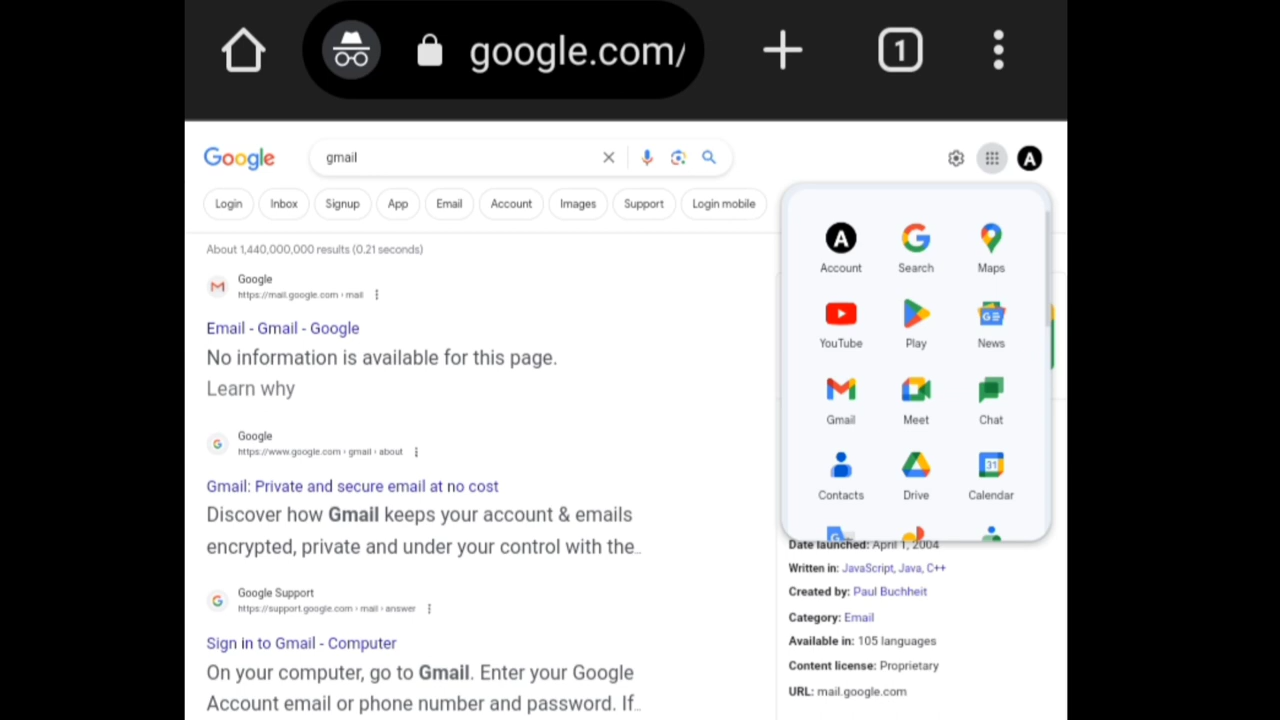 google.com/
1
Google
gmail
A
Login
Inbox
Signup
App
Email
Account
Images
Support
Login mobile
About 1,440,000,000 results (0.21 seconds)
Google
https://mail.google.com › mail
Email - Gmail - Google
No information is available for this page.
Learn why
Google
https://www.google.com › gmail › about
Gmail: Private and secure email at no cost
Discover how Gmail keeps your account & emails
encrypted, private and under your control with the...
Google Support
https://support.google.com › mail › answer
Sign in to Gmail - Computer
On your computer, go to Gmail. Enter your Google
Account email or phone number and password. If...
A
Account
Search
Maps
YouTube
Play
GE
News
Gmail
Meet
Chat
Contacts
Drive
31
Calendar
Date launched: April 1, 2004
Written in: JavaScript, Java, C++
Created by: Paul Buchheit
Category: Email
Available in: 105 languages
Content license: Proprietary
URL: mail.google.com